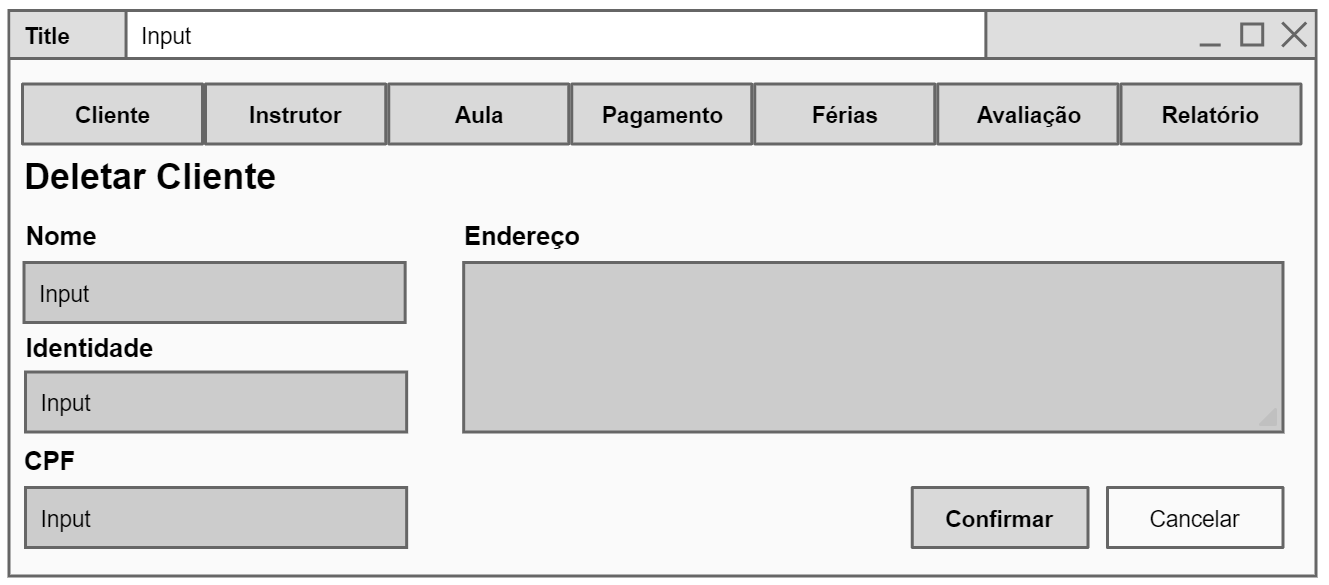 Title Input
Cliente Instrutor Aula Pagamento Férias Avaliação Relatório
Deletar Cliente
Nome
Input
Identidade
Input
CPF
Input
Endereço
Confirmar Cancelar